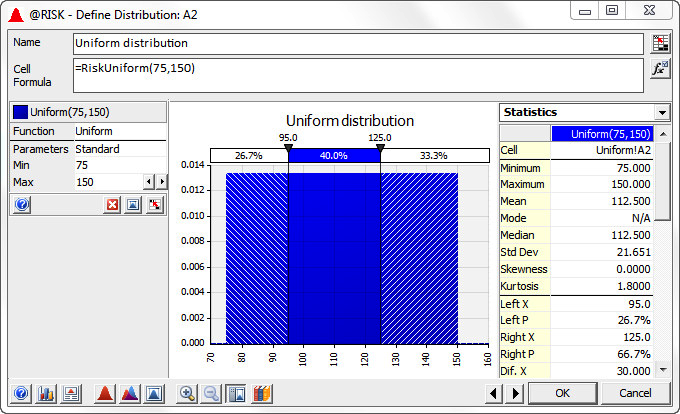 @RISK - Define Distribution: A2
Name
Uniform distribution
Cell Formula
=RiskUniform(75,150)
fx
Uniform(75,150)
Function Uniform
Parameters Standard
Min 75
Max 150
Uniform distribution
95.0 125.0
26.7% 40.0% 33.3%
0.014
0.012
0.010
0.008
0.006
0.004
0.002
0.000
70 80 90 100 110 120 130 140 150 160
Statistics
Uniform(75,150)
Cell Uniform!A2
Minimum 75.000
Maximum 150.000
Mean 112.500
Mode N/A
Median 112.500
Std Dev 21.651
Skewness 0.0000
Kurtosis 1.8000
Left X 95.0
Left P 26.7%
Right X 125.0
Right P 66.7%
Dif. X 30.000
OK
Cancel